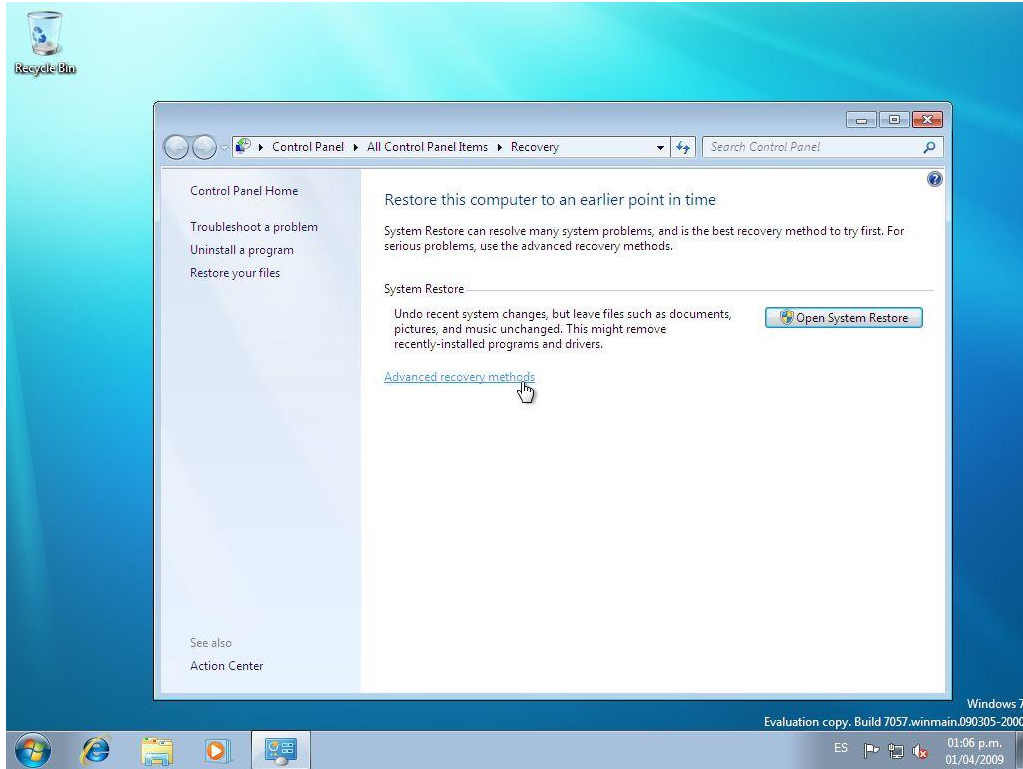 Recycle Bin
Control Panel
All Control Panel Items
Recovery
Search Control Panel
Control Panel Home
Troubleshoot a problem
Uninstall a program
Restore your files
See also
Action Center
Restore this computer to an earlier point in time
System Restore can resolve many system problems, and is the best recovery method to try first. For
serious problems, use the advanced recovery methods.
System Restore
Undo recent system changes, but leave files such as documents,
pictures, and music unchanged. This might remove
recently-installed programs and drivers.
Open System Restore
Advanced recovery methods
Windows 7
Evaluation copy. Build 7057.winmain.090305-2000
ES
01:06 p.m.
01/04/2009